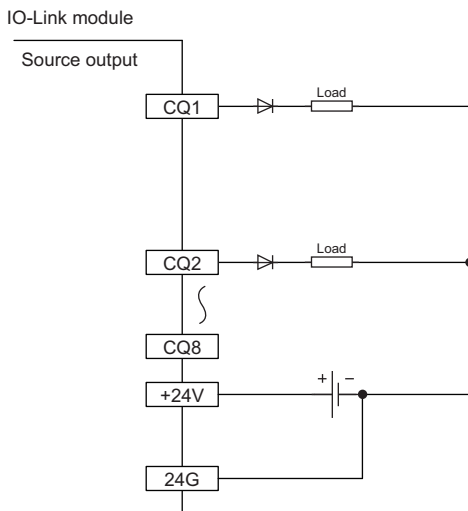 IO-Link module
Source output
CQ1
Load
CQ2
Load
CQ8
+24V
+ −
24G